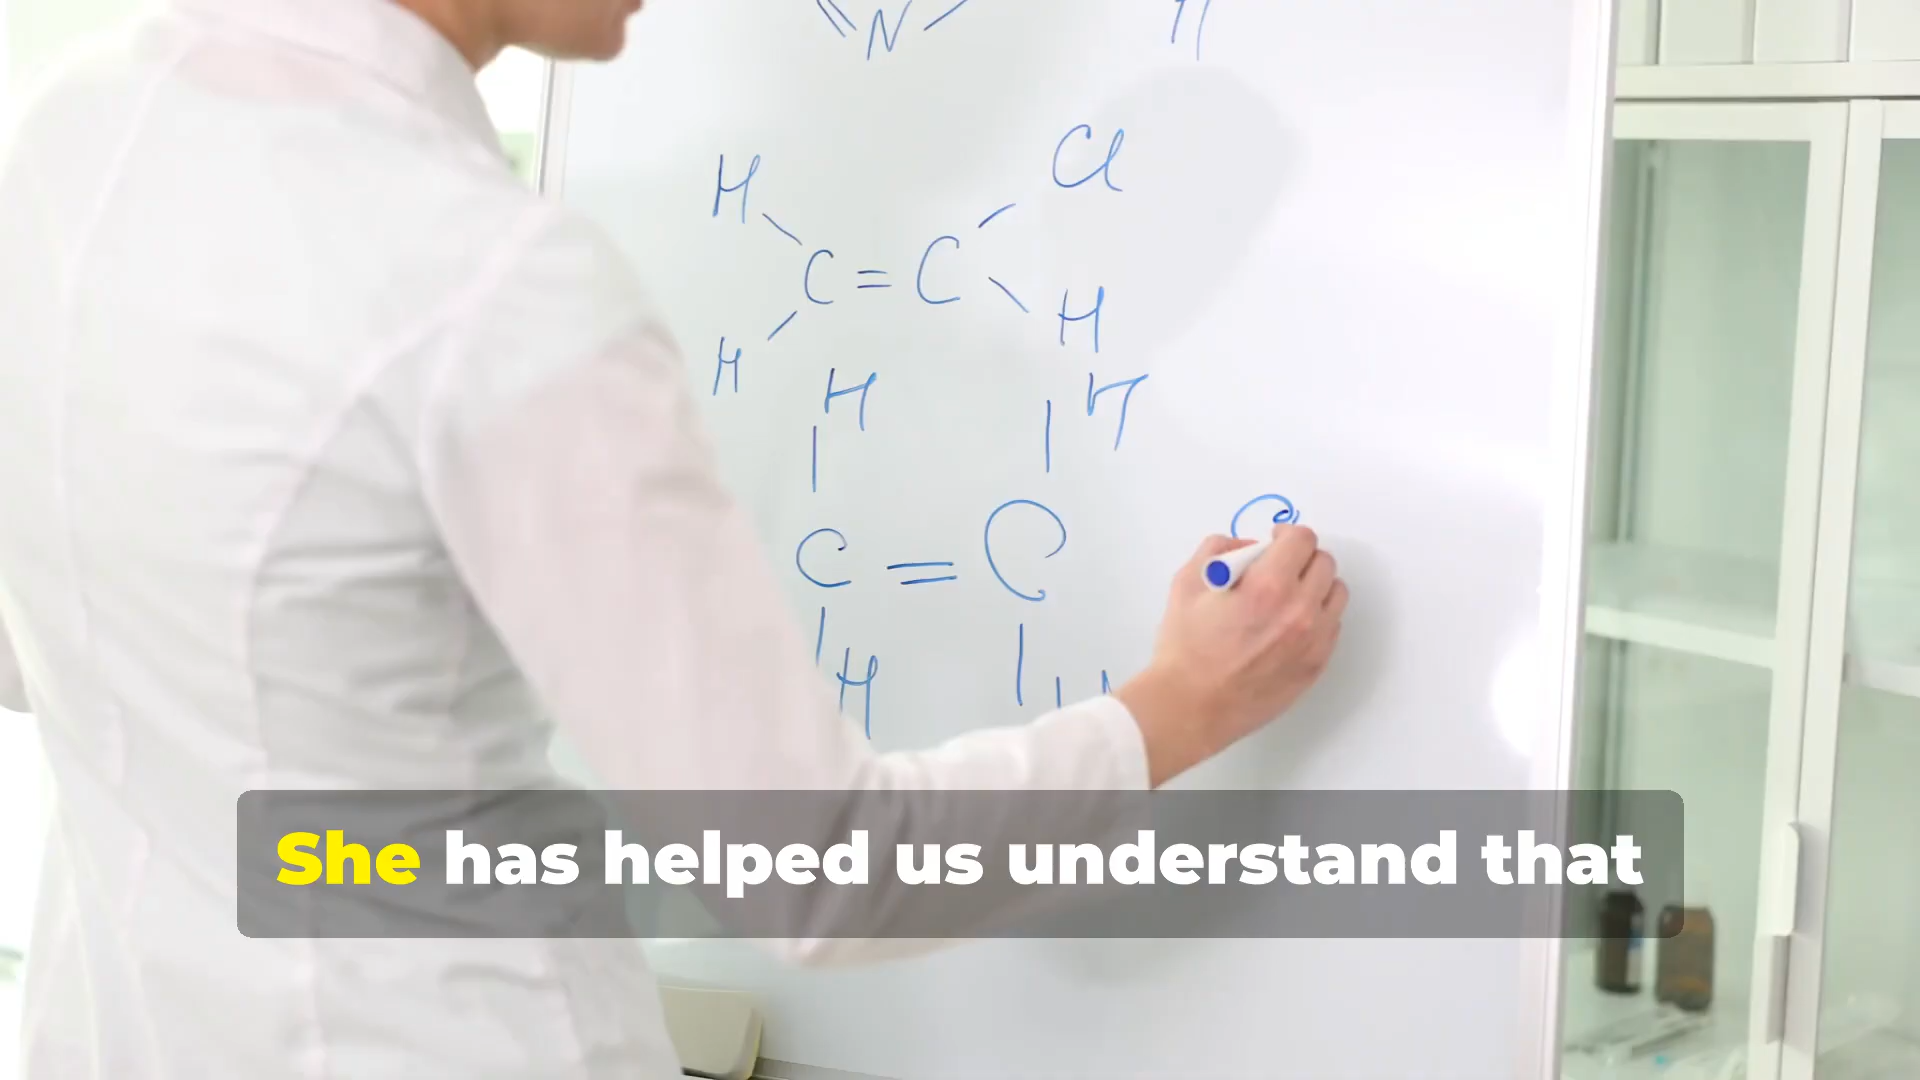 N
H Cl
C = C
H H
H H
C = C C
H
She has helped us understand that